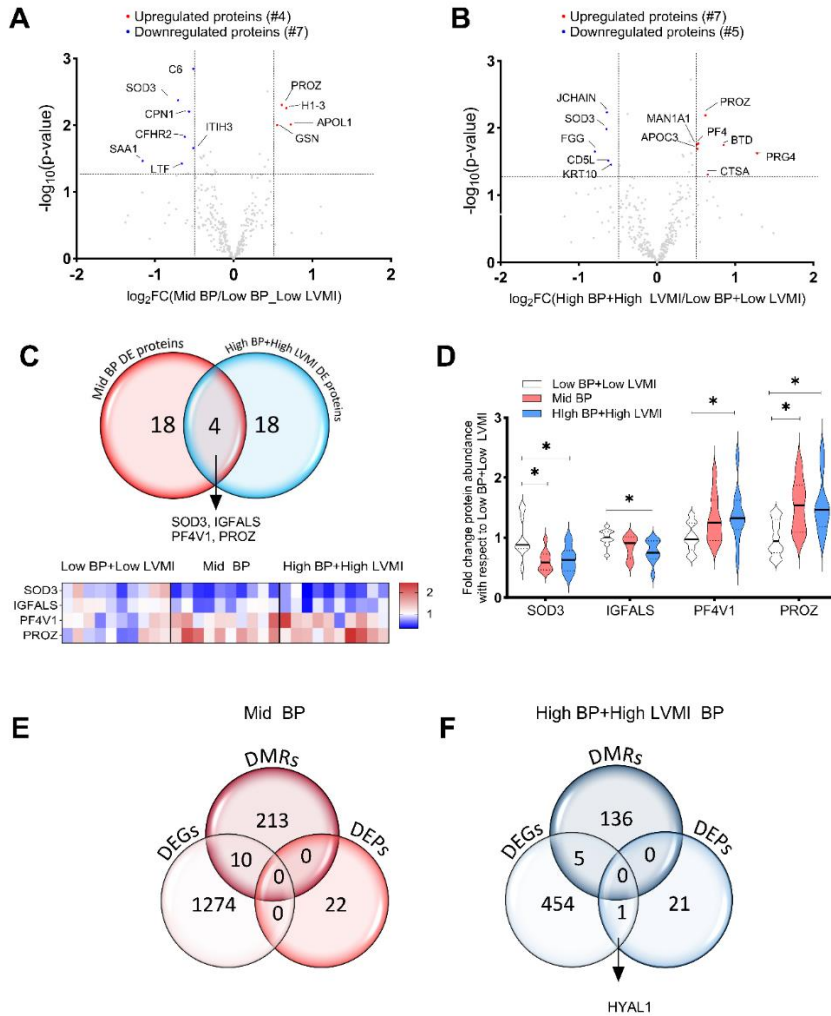 A
Upregulated proteins (#4)
Downregulated proteins (#7)
3
2
1
0
-log10(p-value)
C6
SOD3
CPN1
CFHR2
SAA1
LTF
ITIH3
PROZ
H1-3
APOL1
GSN
-2
-1
0
1
2
log2FC(Mid BP/Low BP_Low LVMI)
B
Upregulated proteins (#7)
Downregulated proteins (#5)
3
2
1
0
-log10(p-value)
JCHAIN
SOD3
FGG
CD5L
KRT10
MAN1A1
APOC3
PROZ
PF4
BTD
PRG4
CTSA
-2
-1
0
1
2
log2FC(High BP+High LVMI/Low BP+Low LVMI)
C
Mid BP DE proteins
High BP+High LVMI DE proteins
18
4
18
SOD3, IGFALS
PF4V1, PROZ
Low BP+Low LVMI
Mid BP
High BP+High LVMI
SOD3
IGFALS
PF4V1
PROZ
2
1
D
Low BP+Low LVMI
Mid BP
HIgh BP+High LVMI
Fold change protein abundance
with respect to Low BP+Low LVMI
3
2
1
0
*
*
*
*
*
*
SOD3
IGFALS
PF4V1
PROZ
E
Mid BP
DMRs
DEGs
DEPs
213
10
0
0
1274
0
22
F
High BP+High LVMI BP
DMRs
DEGs
DEPs
136
5
0
0
454
1
21
HYAL1